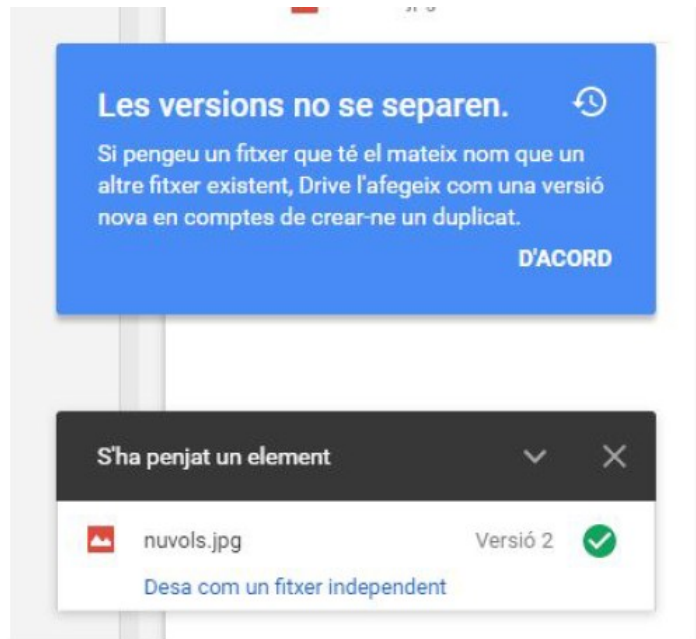 Les versions no se separen.
Si pengeu un fitxer que té el mateix nom que un
altre fitxer existent, Drive l'afegeix com una versió
nova en comptes de crear-ne un duplicat.
D'ACORD
S'ha penjat un element
nuvols.jpg Versió 2
Desa com un fitxer independent